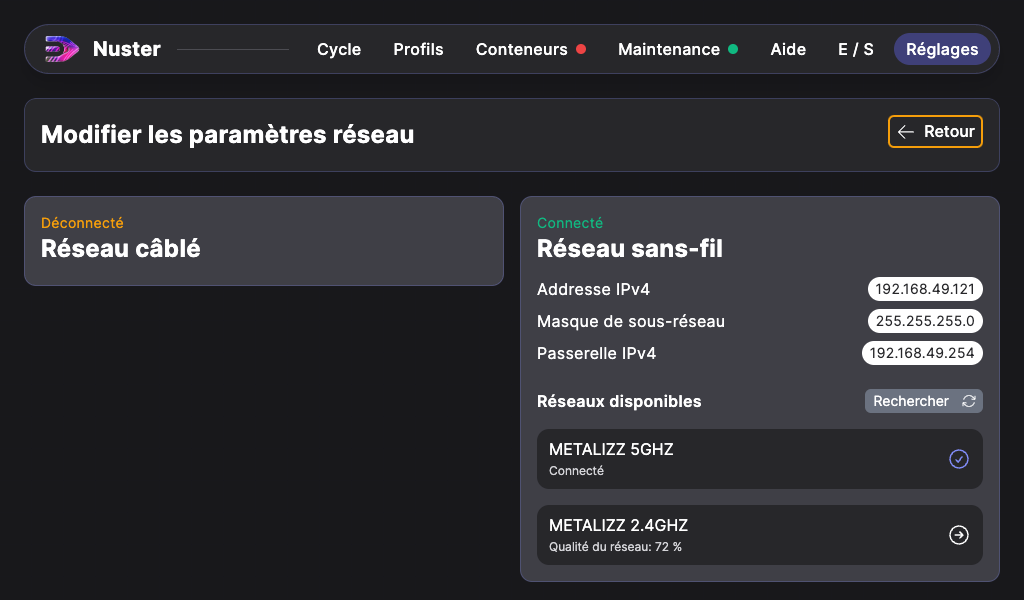 Nuster
Cycle
Profils
Conteneurs
Maintenance
Aide
E / S
Réglages
Modifier les paramètres réseau
Retour
Déconnecté
Réseau câblé
Connecté
Réseau sans-fil
Addresse IPv4
192.168.49.121
Masque de sous-réseau
255.255.255.0
Passerelle IPv4
192.168.49.254
Réseaux disponibles
Rechercher
METALIZZ 5GHZ
Connecté
METALIZZ 2.4GHZ
Qualité du réseau: 72 %